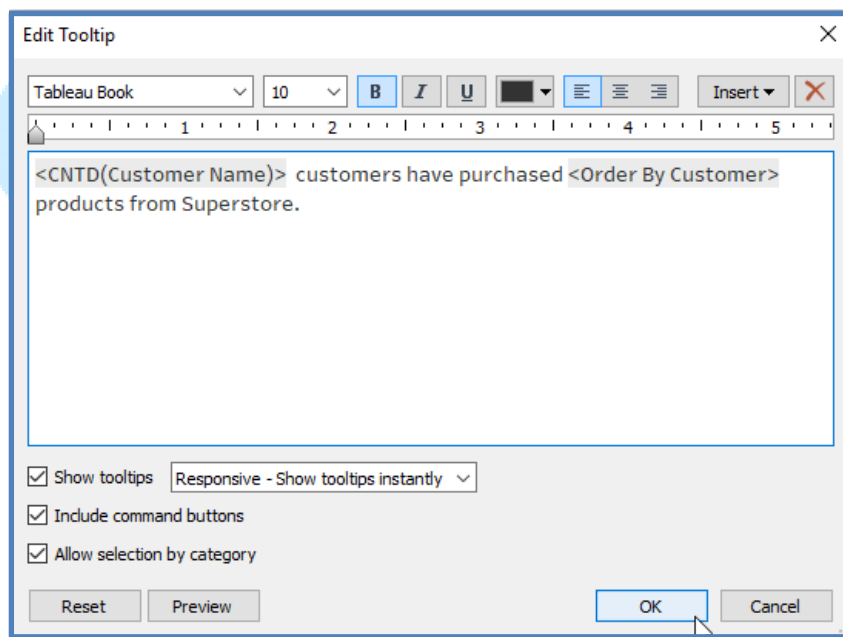 Edit Tooltip
Tableau Book 10 B I U Insert
1 2 3 4 5
<CNTD(Customer Name)> customers have purchased <Order By Customer>
products from Superstore.
Show tooltips Responsive - Show tooltips instantly
Include command buttons
Allow selection by category
Reset Preview OK Cancel